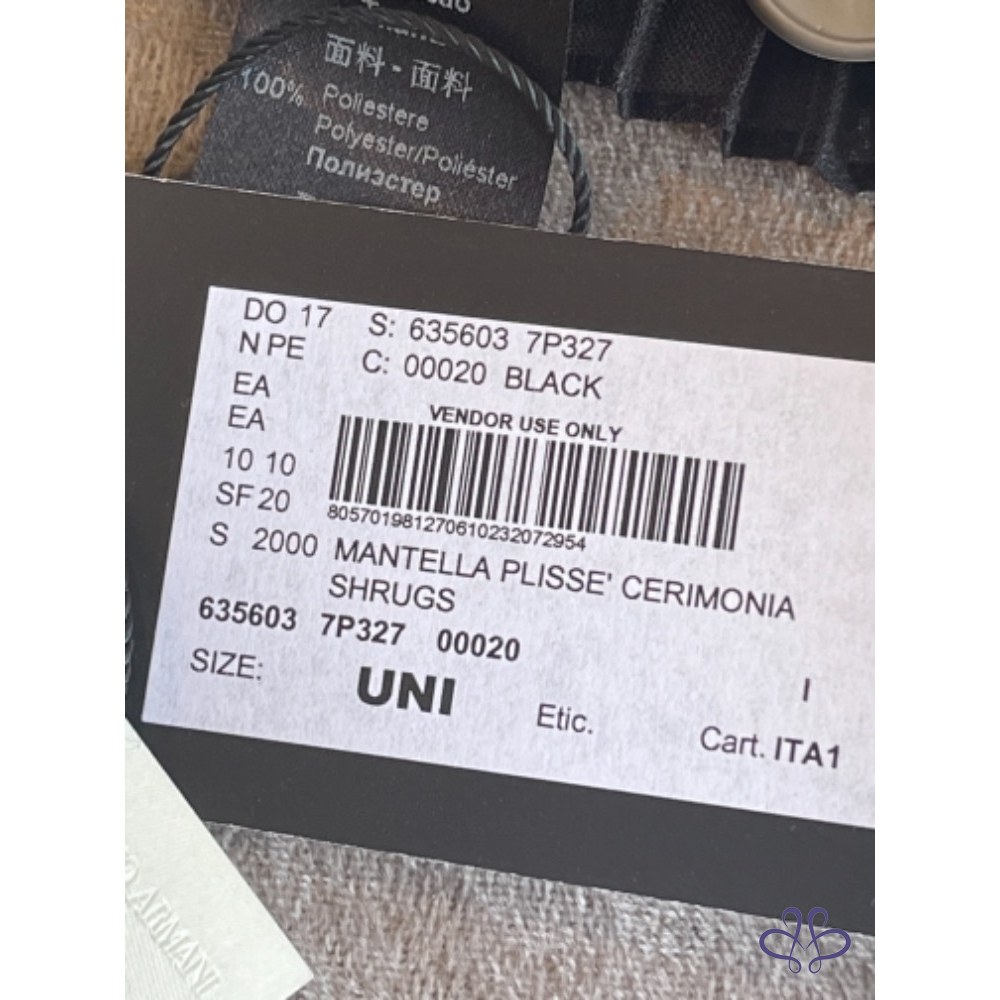 面料 - 面料
100% Poliestere
Polyester/Poliéster
Полиэстер
DO 17 S: 635603 7P327
N PE C: 00020 BLACK
EA
VENDOR USE ONLY
EA
10 10
SF 20
805701981270610232072954
S 2000 MANTELLA PLISSE' CERIMONIA
SHRUGS
635603 7P327 00020
I
SIZE: UNI Etic. Cart. ITA1
ARMANI